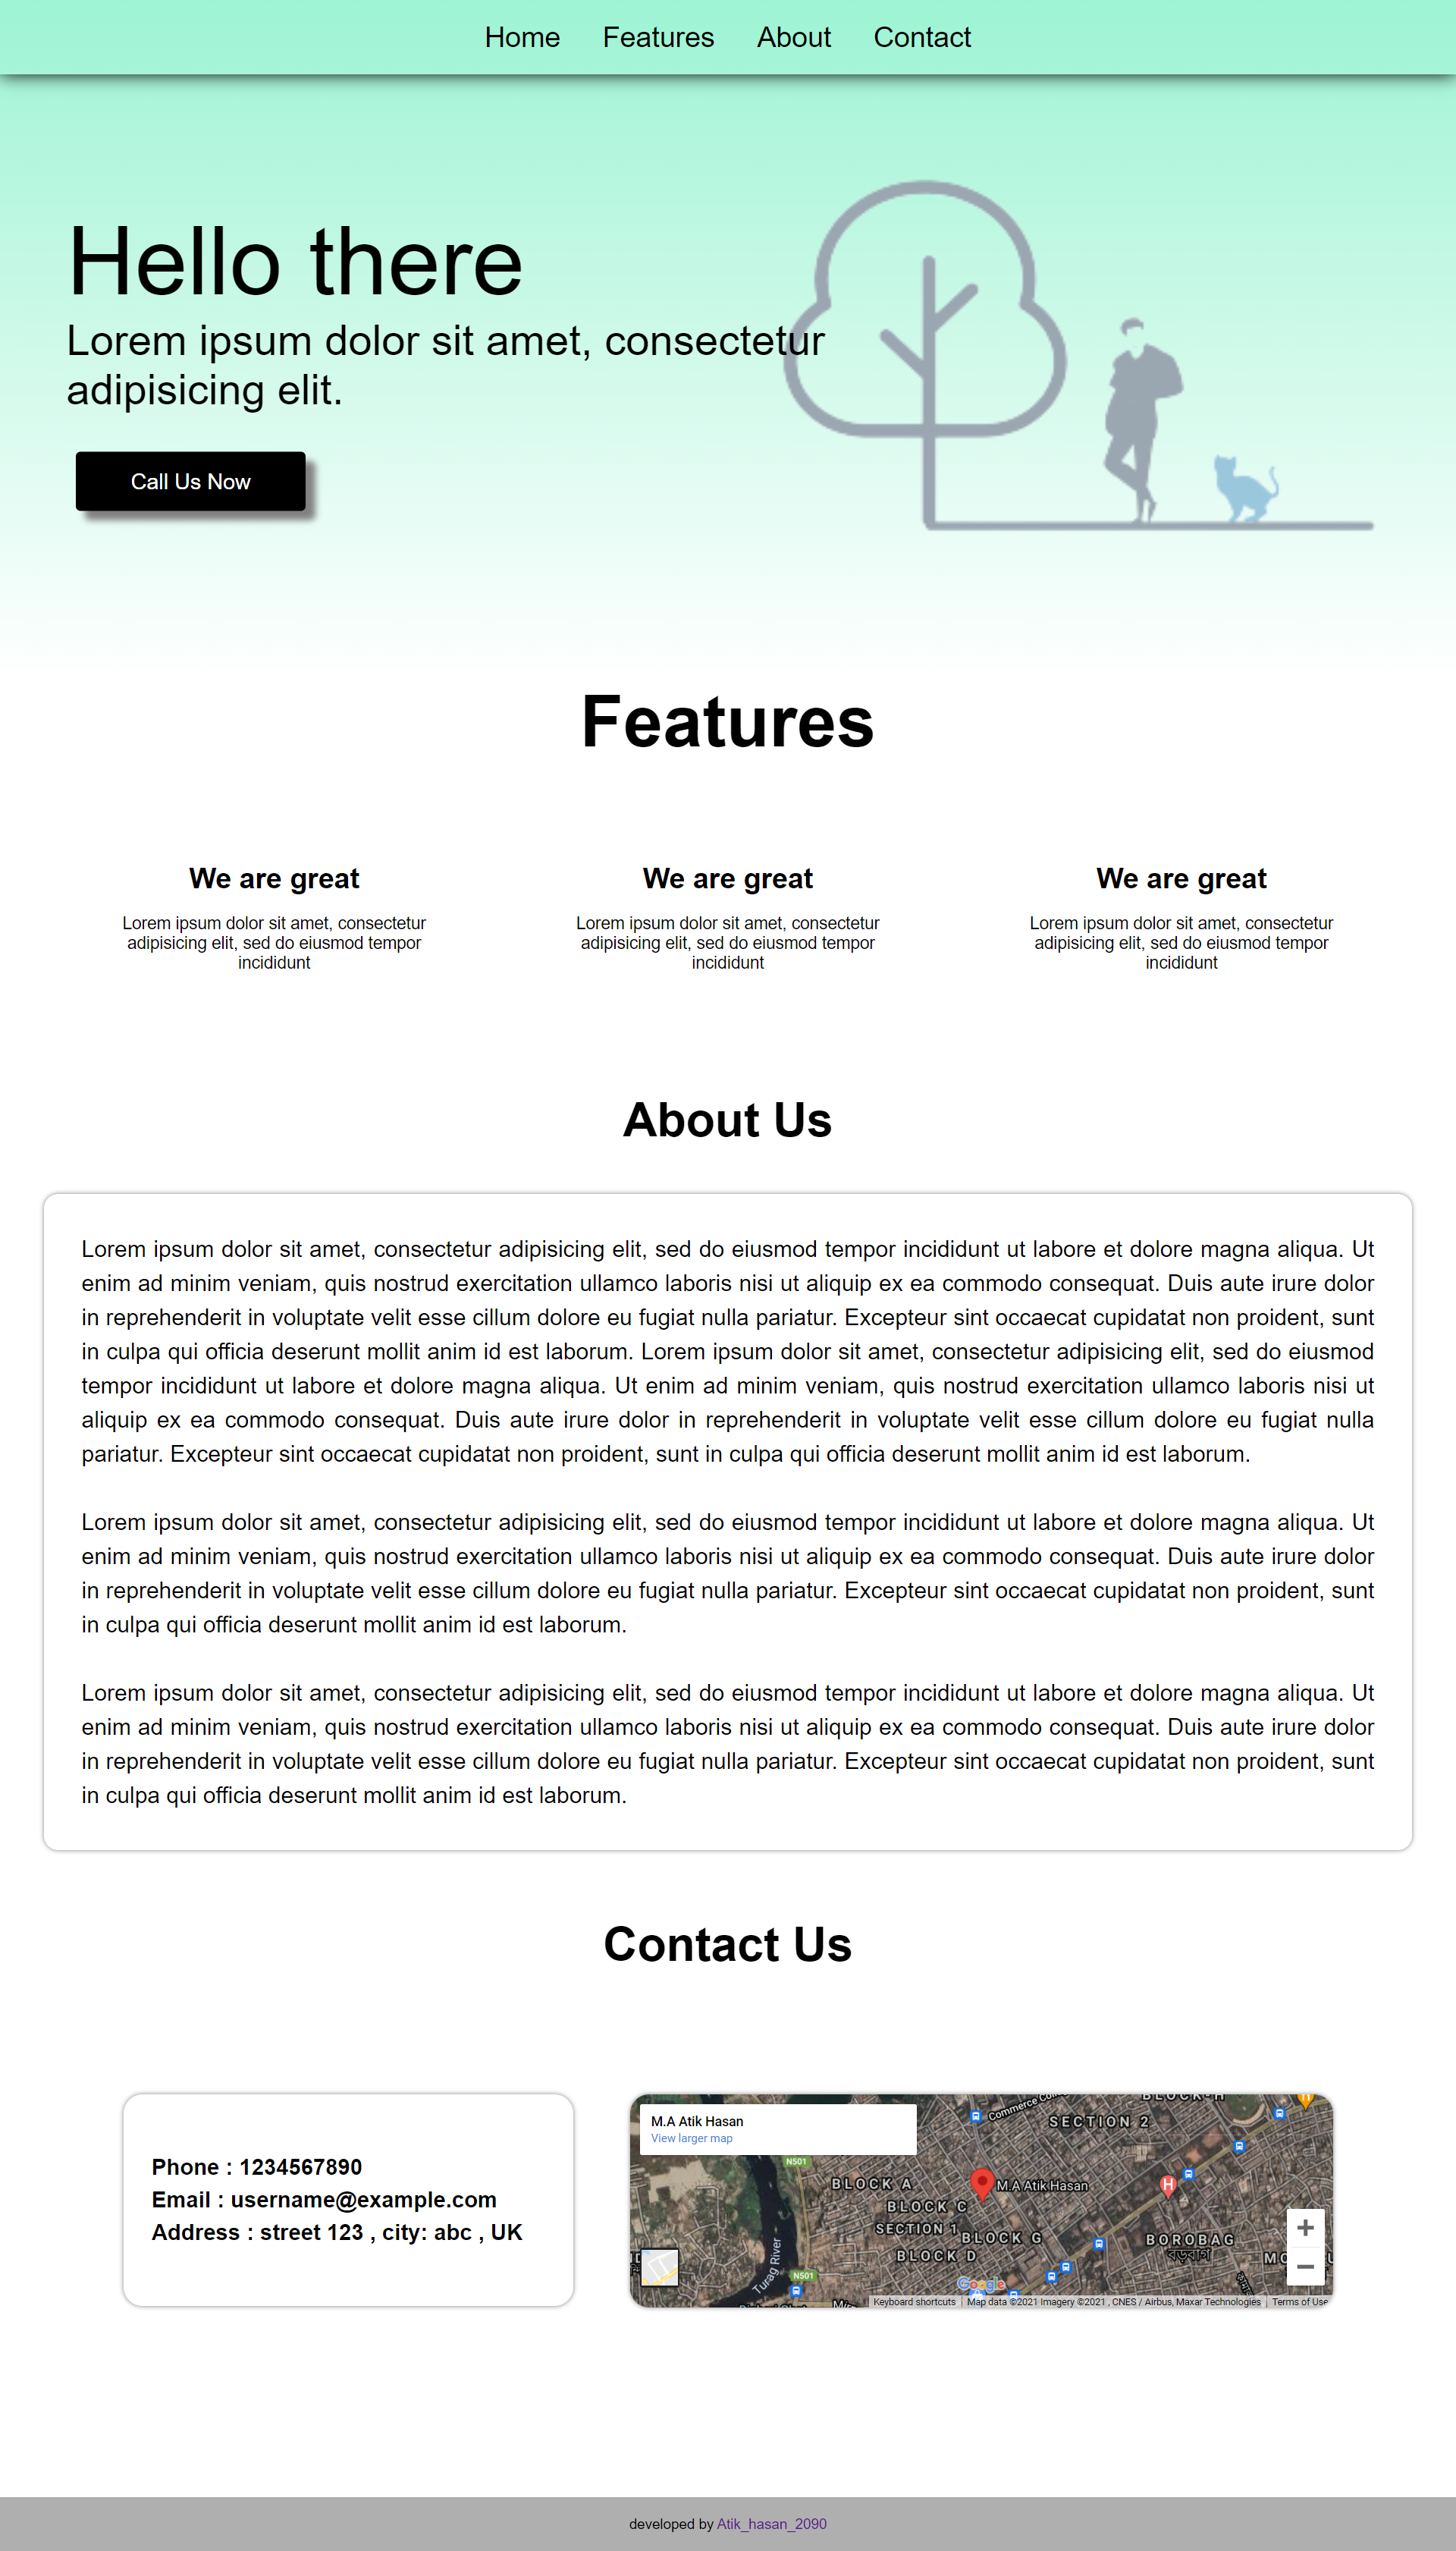 Home Features About Contact
Hello there
Lorem ipsum dolor sit amet, consectetur
adipisicing elit.
Call Us Now
Features
We are great
Lorem ipsum dolor sit amet, consectetur
adipisicing elit, sed do eiusmod tempor
incididunt
We are great
Lorem ipsum dolor sit amet, consectetur
adipisicing elit, sed do eiusmod tempor
incididunt
We are great
Lorem ipsum dolor sit amet, consectetur
adipisicing elit, sed do eiusmod tempor
incididunt
About Us
Lorem ipsum dolor sit amet, consectetur adipisicing elit, sed do eiusmod tempor incididunt ut labore et dolore magna aliqua. Ut
enim ad minim veniam, quis nostrud exercitation ullamco laboris nisi ut aliquip ex ea commodo consequat. Duis aute irure dolor
in reprehenderit in voluptate velit esse cillum dolore eu fugiat nulla pariatur. Excepteur sint occaecat cupidatat non proident, sunt
in culpa qui officia deserunt mollit anim id est laborum. Lorem ipsum dolor sit amet, consectetur adipisicing elit, sed do eiusmod
tempor incididunt ut labore et dolore magna aliqua. Ut enim ad minim veniam, quis nostrud exercitation ullamco laboris nisi ut
aliquip ex ea commodo consequat. Duis aute irure dolor in reprehenderit in voluptate velit esse cillum dolore eu fugiat nulla
pariatur. Excepteur sint occaecat cupidatat non proident, sunt in culpa qui officia deserunt mollit anim id est laborum.
Lorem ipsum dolor sit amet, consectetur adipisicing elit, sed do eiusmod tempor incididunt ut labore et dolore magna aliqua. Ut
enim ad minim veniam, quis nostrud exercitation ullamco laboris nisi ut aliquip ex ea commodo consequat. Duis aute irure dolor
in reprehenderit in voluptate velit esse cillum dolore eu fugiat nulla pariatur. Excepteur sint occaecat cupidatat non proident, sunt
in culpa qui officia deserunt mollit anim id est laborum.
Lorem ipsum dolor sit amet, consectetur adipisicing elit, sed do eiusmod tempor incididunt ut labore et dolore magna aliqua. Ut
enim ad minim veniam, quis nostrud exercitation ullamco laboris nisi ut aliquip ex ea commodo consequat. Duis aute irure dolor
in reprehenderit in voluptate velit esse cillum dolore eu fugiat nulla pariatur. Excepteur sint occaecat cupidatat non proident, sunt
in culpa qui officia deserunt mollit anim id est laborum.
Contact Us
Phone : 1234567890
Email : username@example.com
Address : street 123 , city: abc , UK
M.A Atik Hasan
View larger map
Commerce
BLOCK-H
SECTION 2
N501
BLOCK A
M.A Atik Hasan
H
BLOCK C
SECTION 1
BLOCK G
BOROBAG
বড়বাগ
BLOCK D
Turag River
N501
Google
Keyboard shortcuts
Map data ©2021 Imagery ©2021 , CNES / Airbus, Maxar Technologies
Terms of Use
developed by Atik_hasan_2090